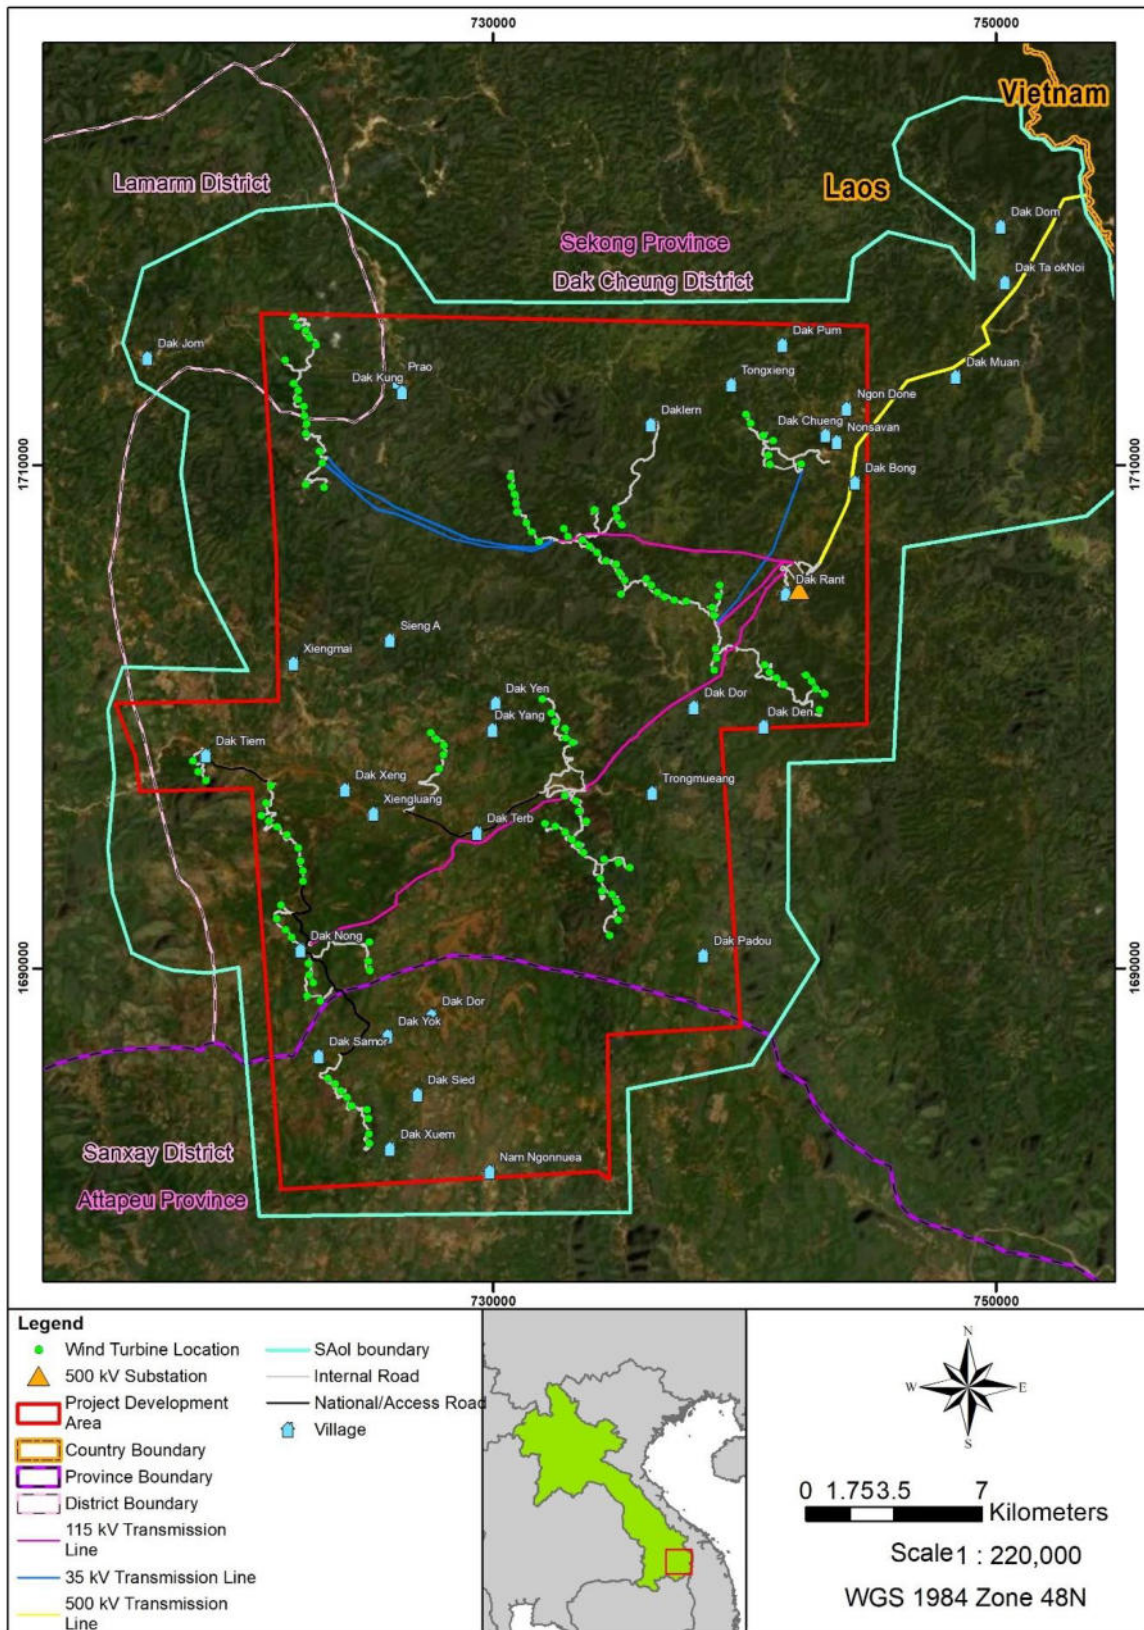 730000
750000
Vietnam
Lamarm District
Laos
Dak Dom
Sekong Province
Dak Cheung District
Dak Ta okNoi
Dak Pum
Dak Jom
Prao
Dak Kung
Tongxieng
Dak Muan
Ngon Done
Daklern
Dak Chueng
Nonsavan
1710000
1710000
Dak Bong
Dak Rant
Sieng A
Xiengmai
Dak Yen
Dak Dor
Dak Yang
Dak Den
Dak Tiem
Dak Xeng
Trongmueang
Xiengluang
Dak Terb
Dak Nong
Dak Padou
1690000
1690000
Dak Dor
Dak Yok
Dak Samor
Dak Sied
Sanxay District
Dak Xuem
Nam Ngonnuea
Attapeu Province
730000
750000
Legend
Wind Turbine Location
500 kV Substation
Project Development
Area
Country Boundary
Province Boundary
District Boundary
115 kV Transmission
Line
35 kV Transmission Line
500 kV Transmission
Line
SAoI boundary
Internal Road
National/Access Road
Village
N
W
E
S
0 1.75 3.5 7
Kilometers
Scale 1 : 220,000
WGS 1984 Zone 48N